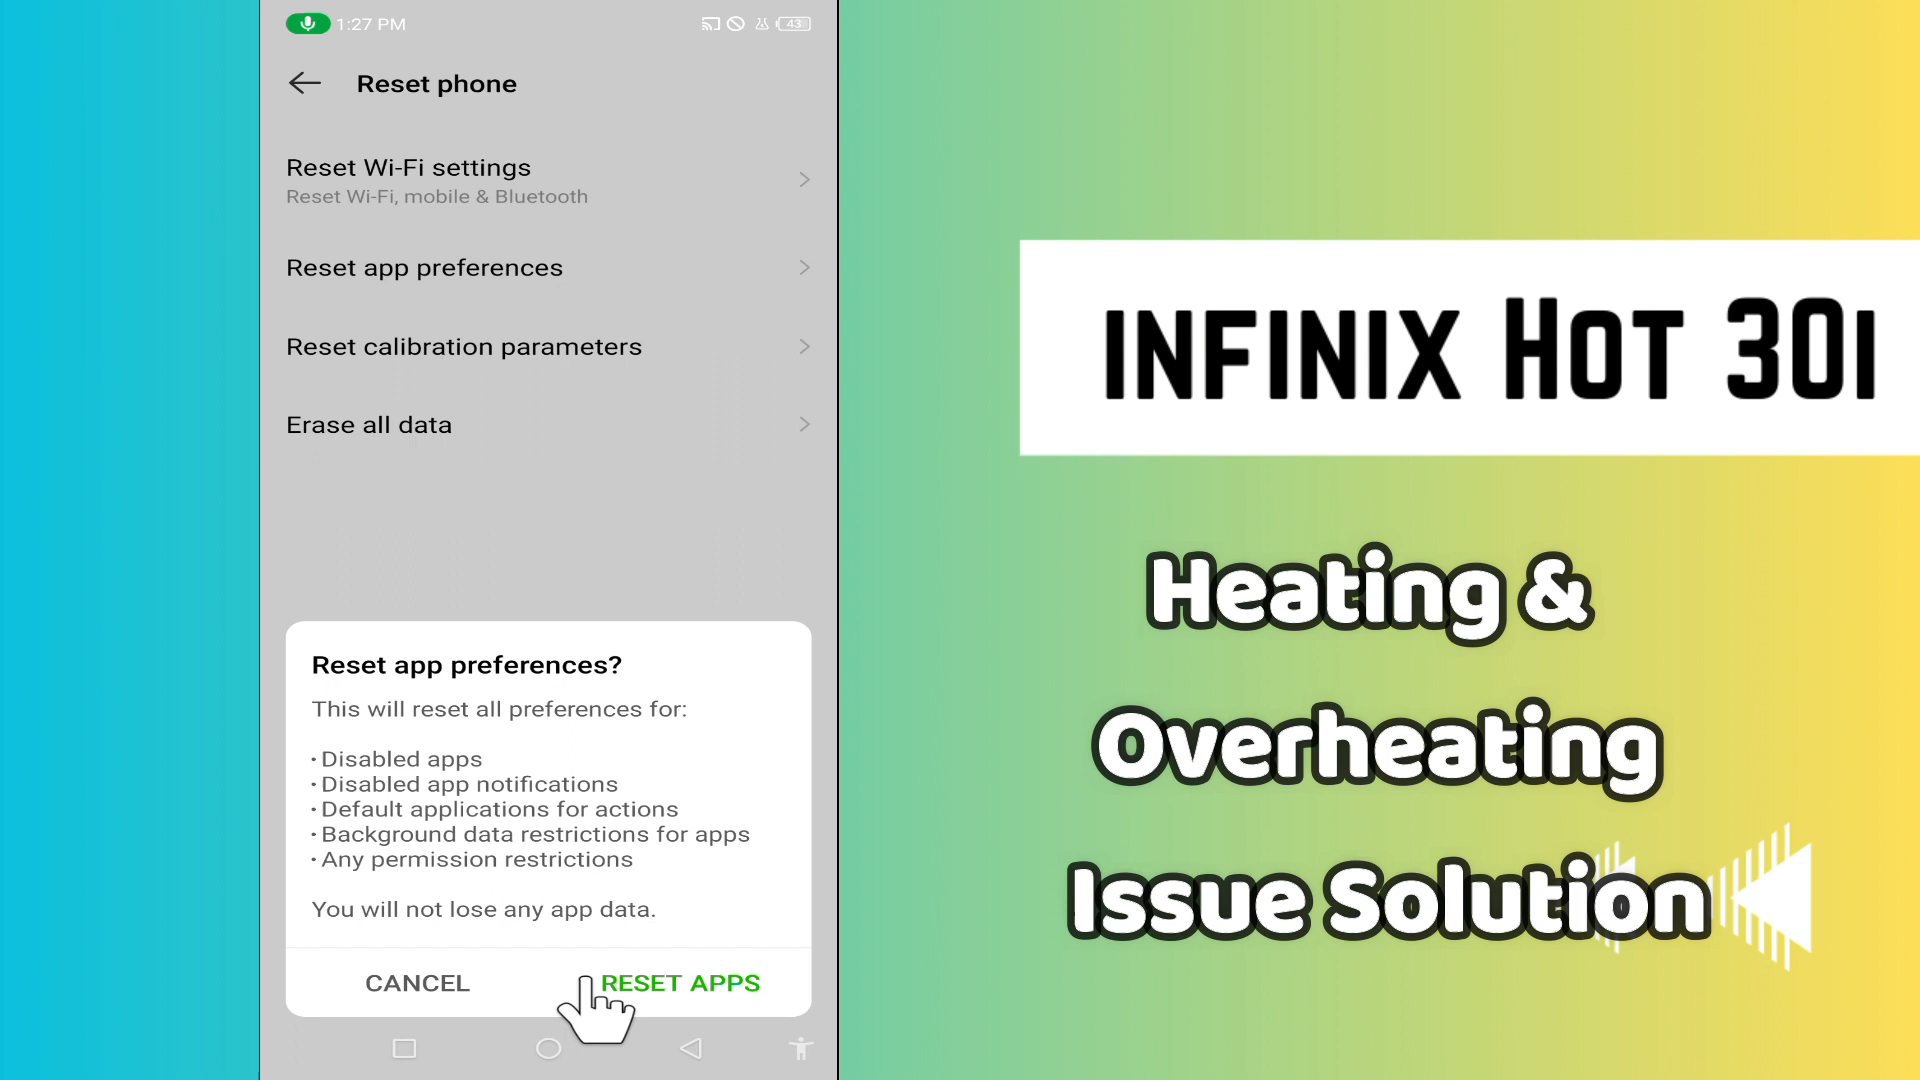 1:27 PM
43
Reset phone
Reset Wi-Fi settings
Reset Wi-Fi, mobile & Bluetooth
Reset app preferences
Reset calibration parameters
Erase all data
Reset app preferences?
This will reset all preferences for:
• Disabled apps
• Disabled app notifications
• Default applications for actions
• Background data restrictions for apps
• Any permission restrictions
You will not lose any app data.
CANCEL
RESET APPS
INFINIX HOT 30I
Heating &
Overheating
Issue Solution